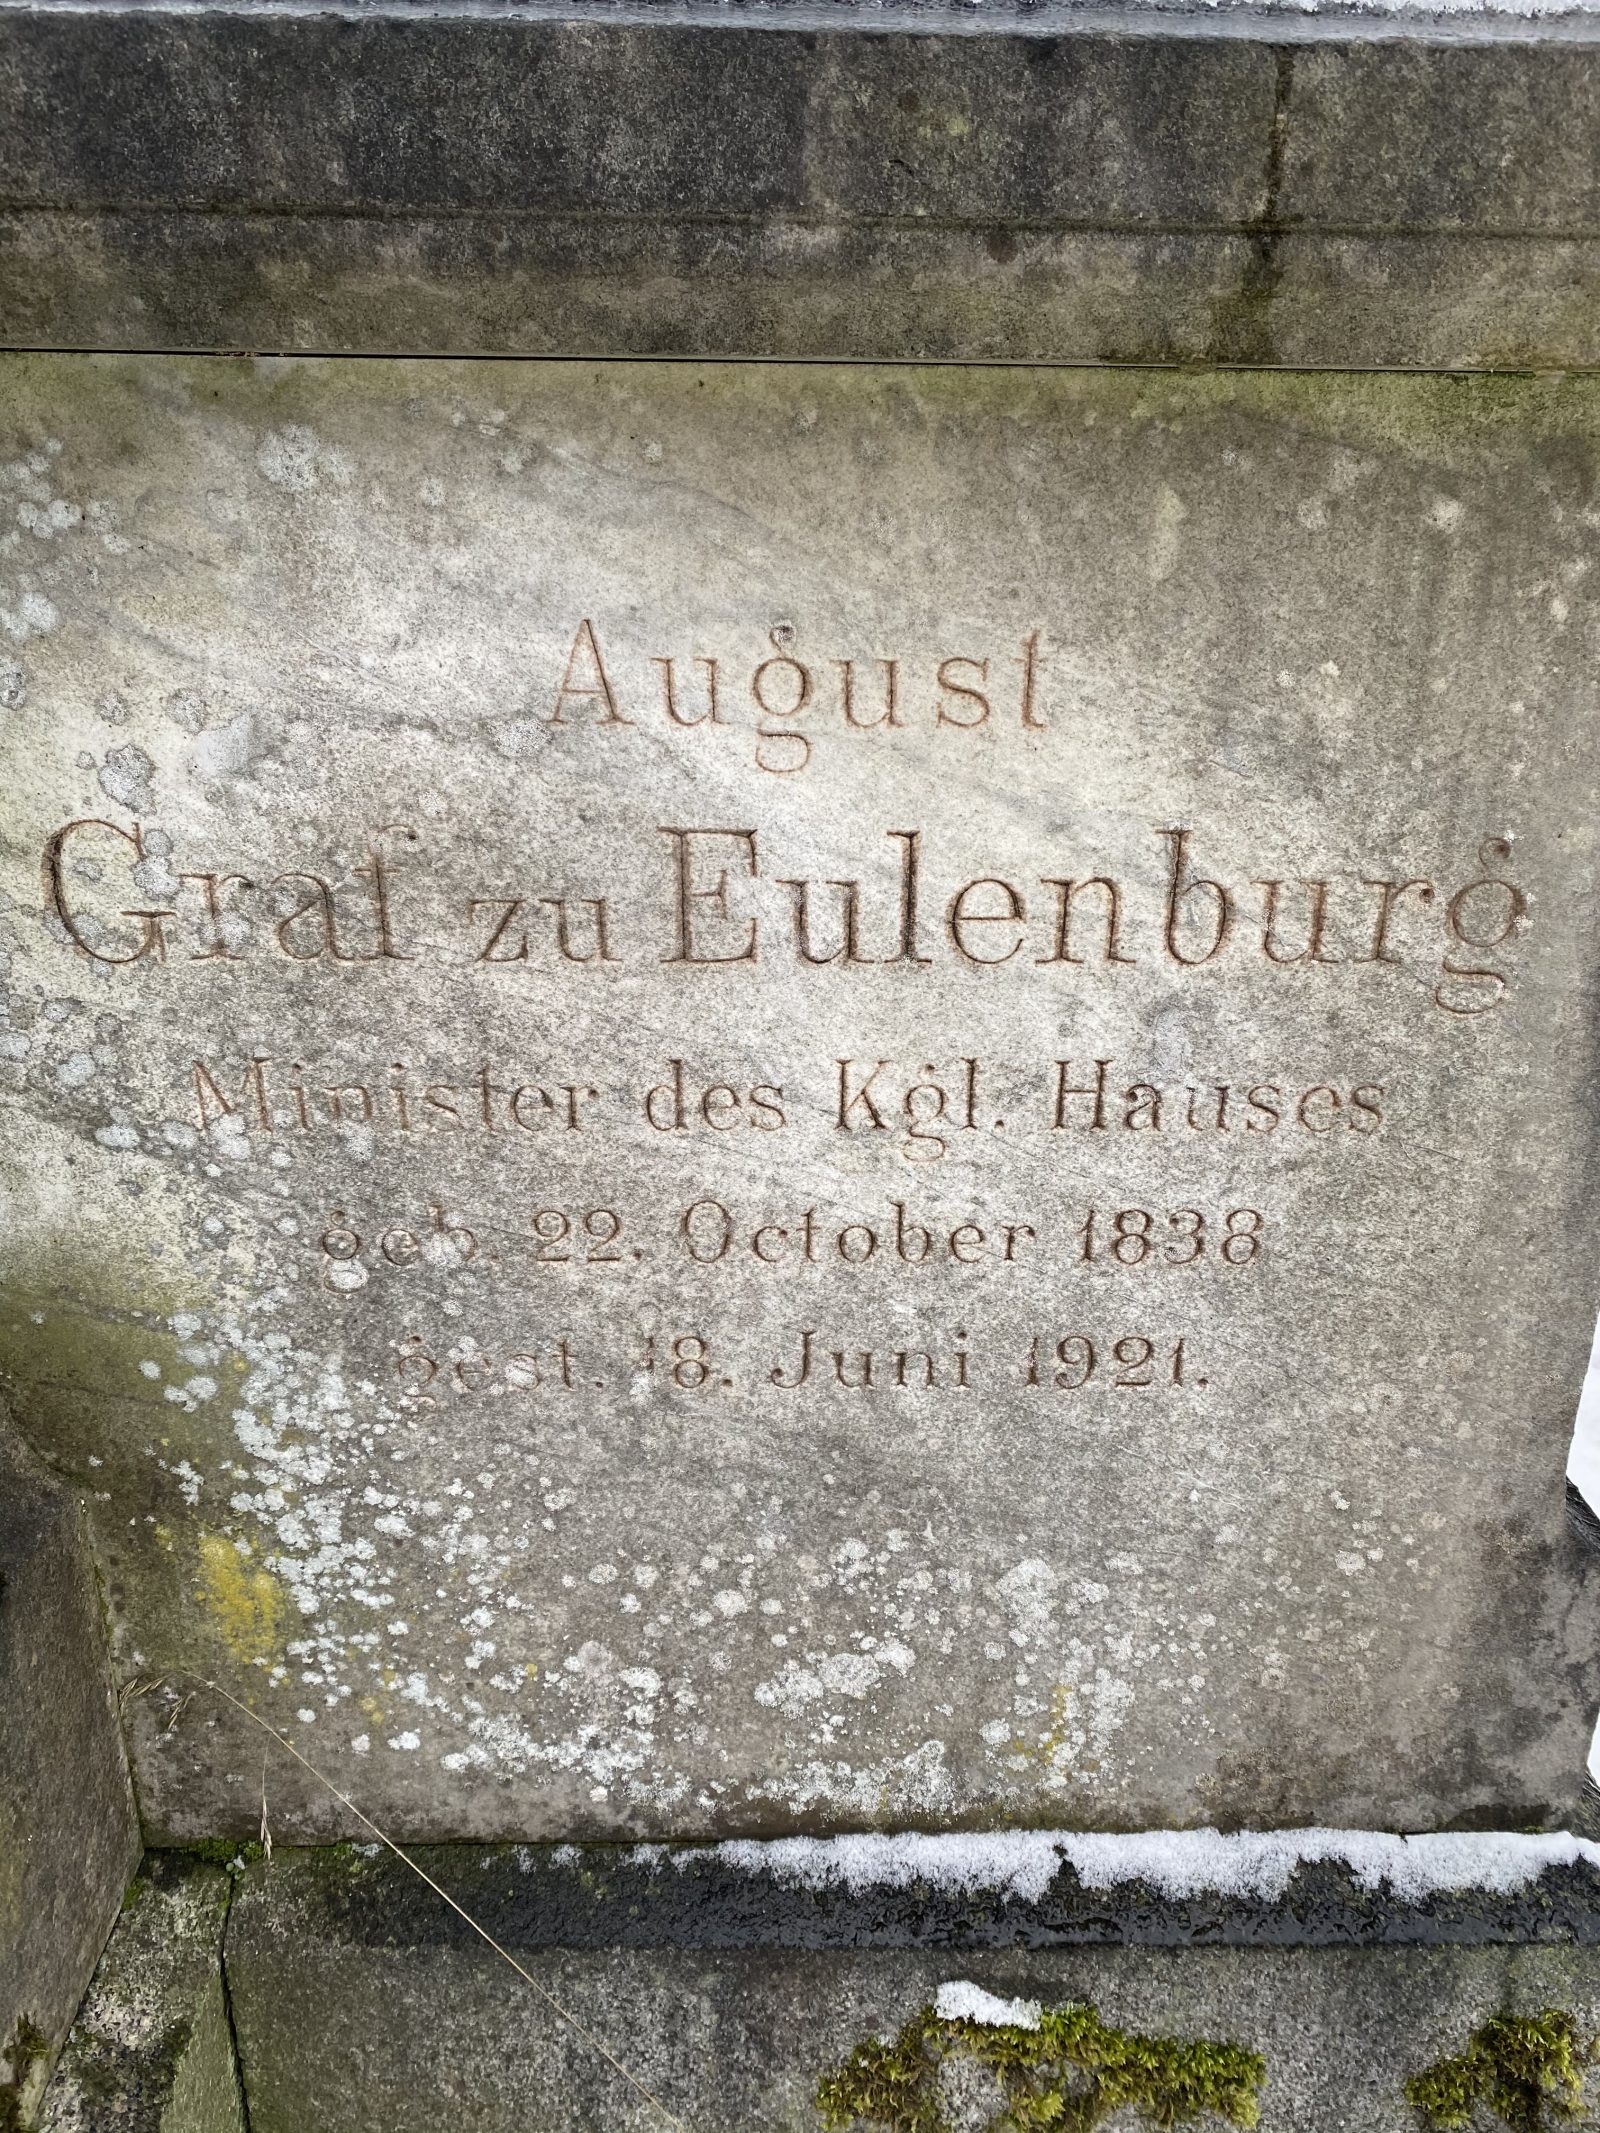 August
Graf zu Eulenburg
Minister des Kgl. Hauses
geb. 22. October 1838
gest. 18. Juni 1921.